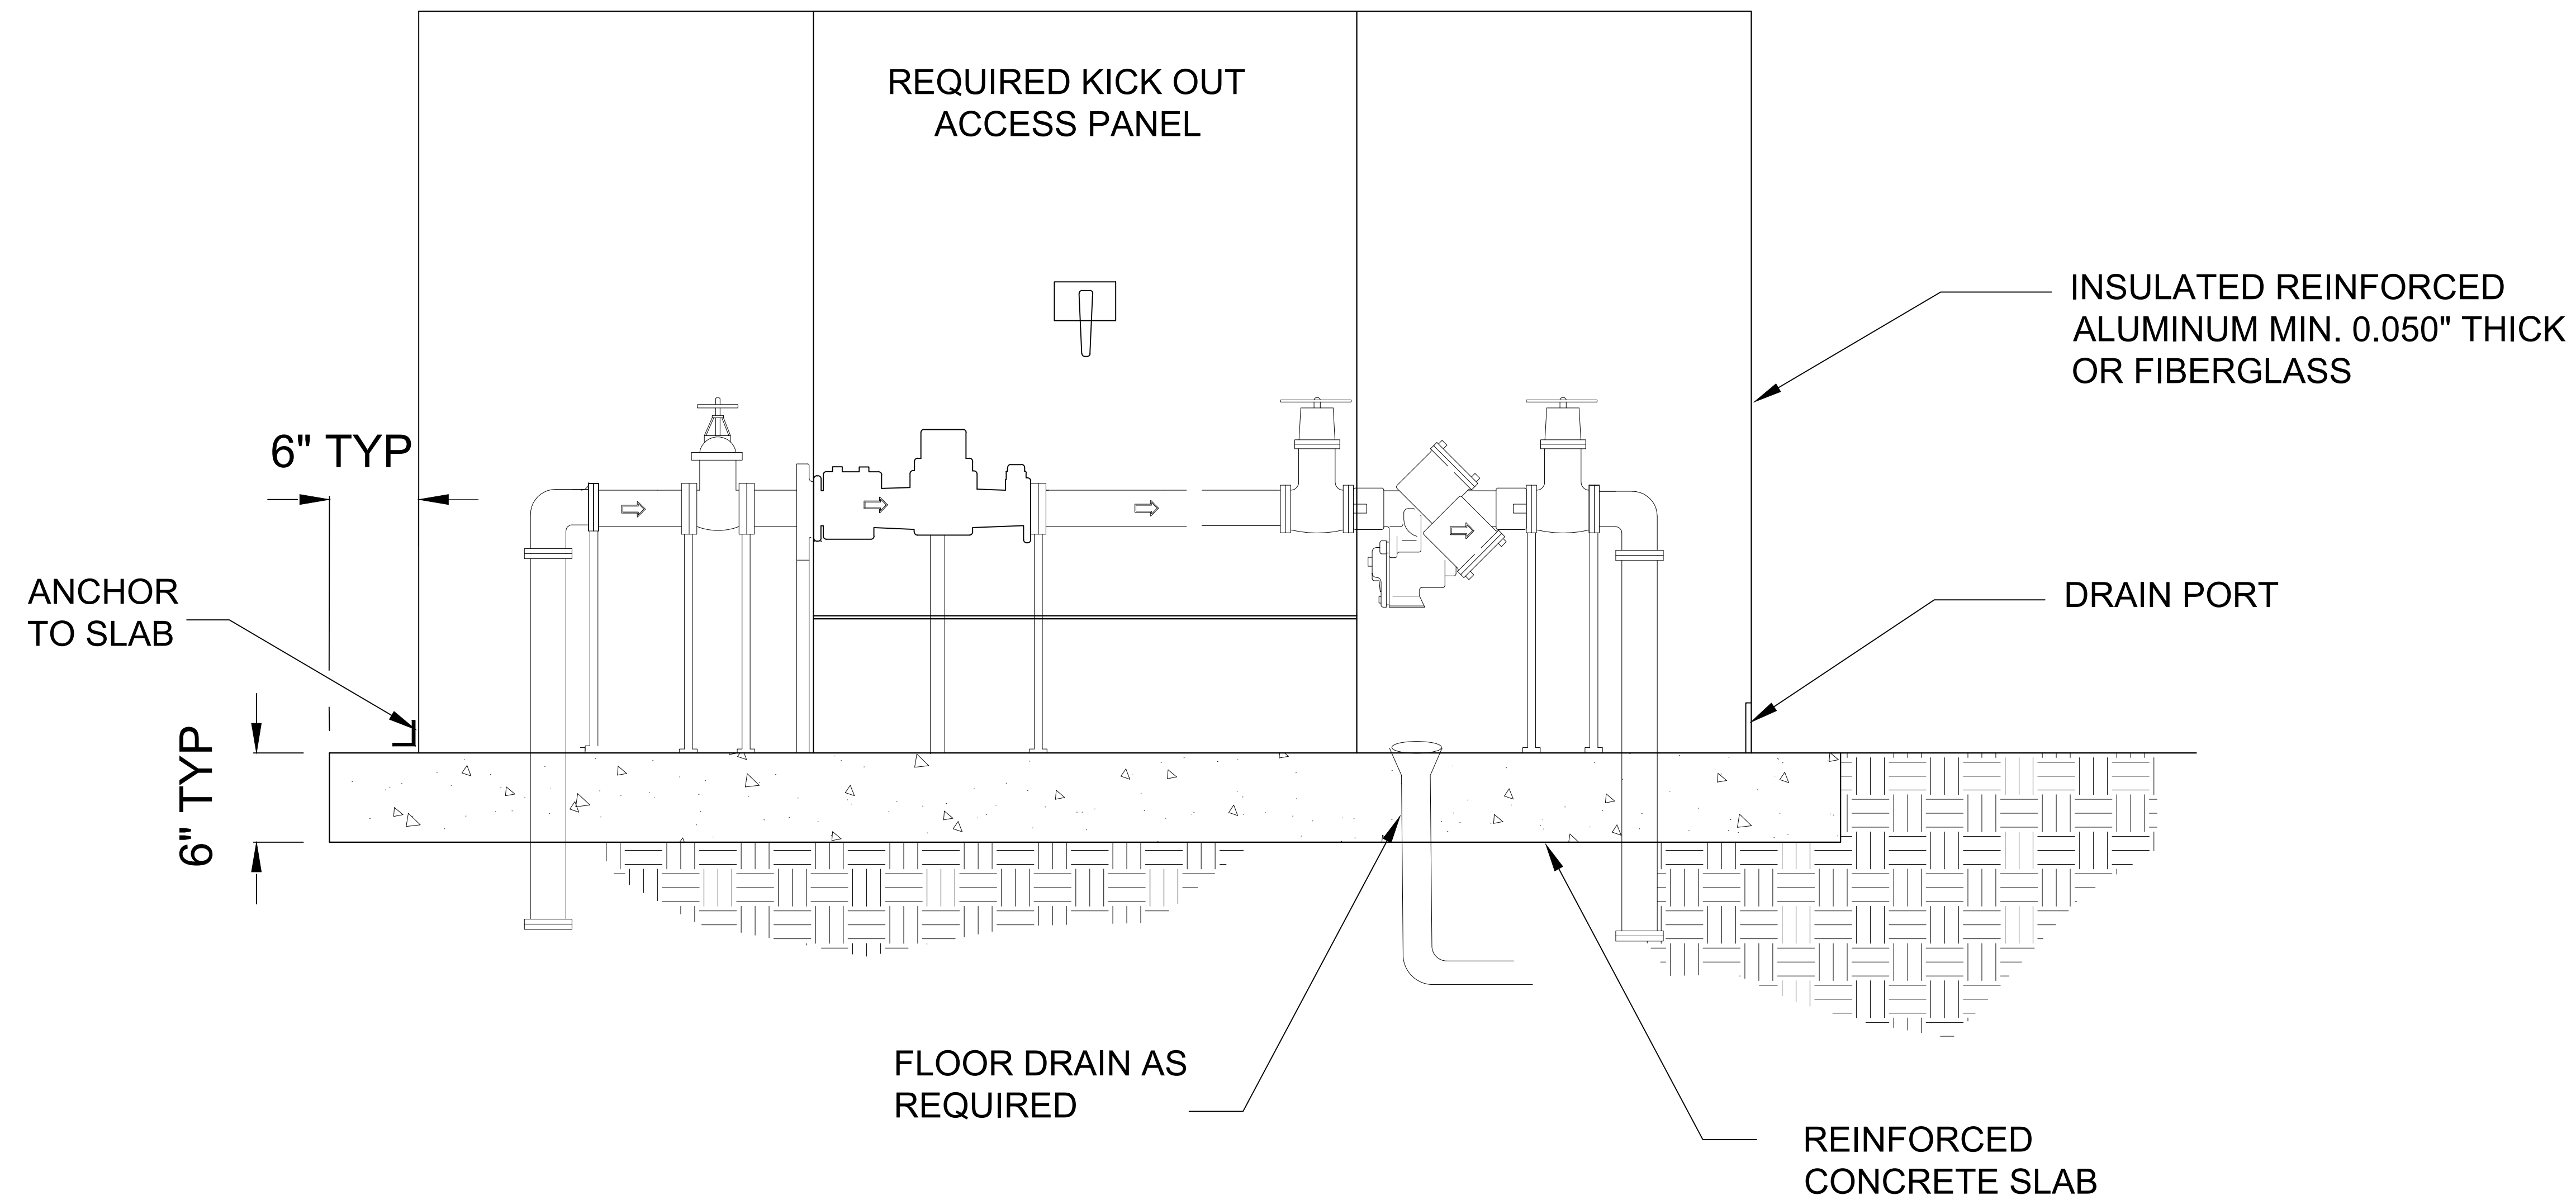 REQUIRED KICK OUT
ACCESS PANEL
INSULATED REINFORCED
ALUMINUM MIN. 0.050" THICK
OR FIBERGLASS
6" TYP
ANCHOR
TO SLAB
DRAIN PORT
6" TYP
FLOOR DRAIN AS
REQUIRED
REINFORCED
CONCRETE SLAB